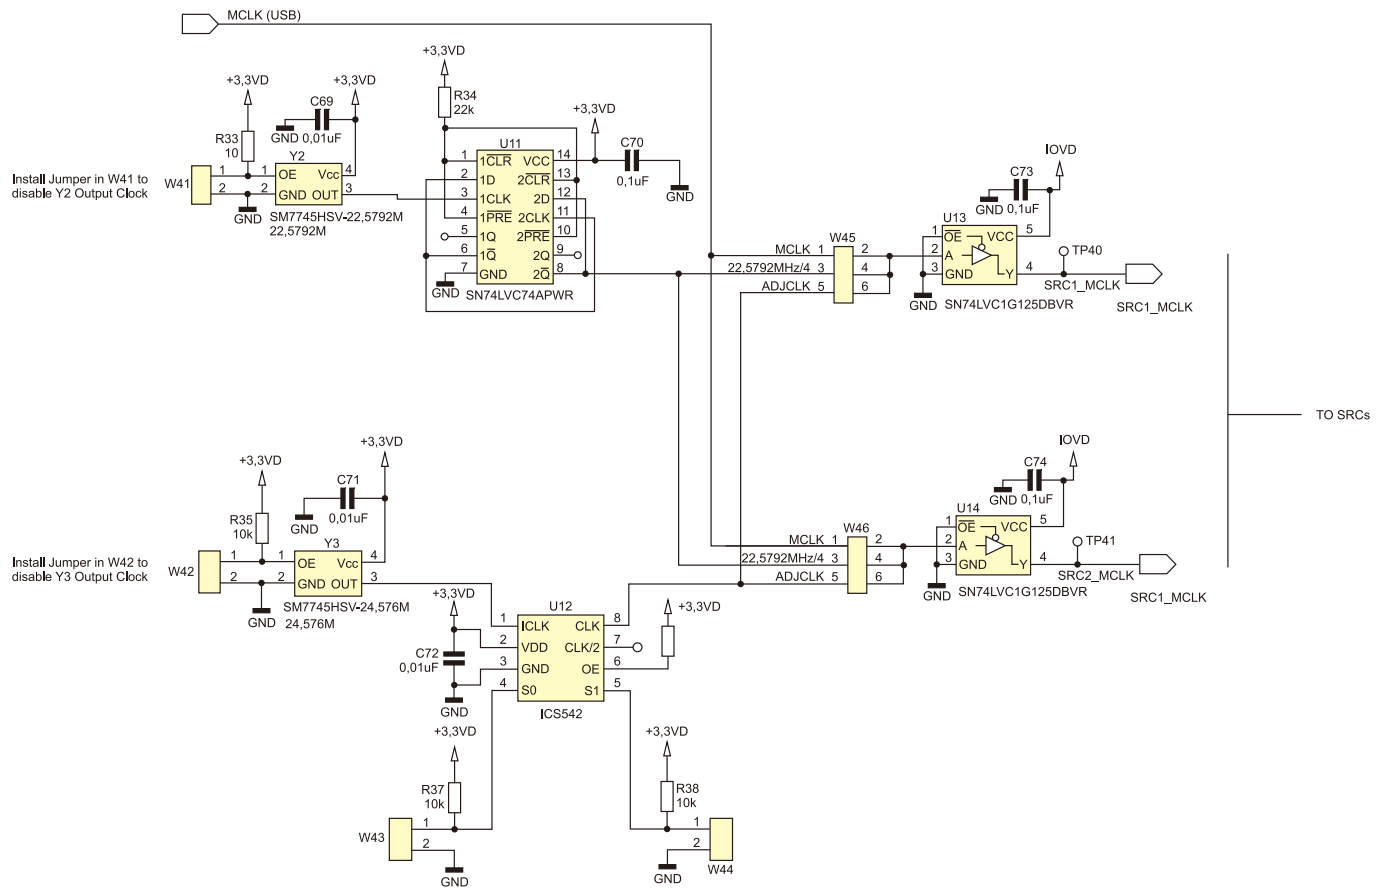 MCLK (USB)
+3,3VD
+3,3VD
+3,3VD
R34
22k
C69
GND 0,01uF
R33
10
+3,3VD
C70
0,1uF
GND
Install Jumper in W41 to
disable Y2 Output Clock
W41
1
2
Y2
1 OE Vcc 4
2 GND OUT 3
GND
SM7745HSV-22,5792M
22,5792M
U11
1 1CLR VCC 14
2 1D 2CLR 13
3 1CLK 2D 12
4 1PRE 2CLK 11
5 1Q 2PRE 10
6 1Q 2Q 9
7 GND 2Q 8
GND
SN74LVC74APWR
IOVD
C73
GND 0,1uF
W45
MCLK 1 2
22,5792MHz/4 3 4
ADJCLK 5 6
U13
1 OE VCC 5
2 A
3 GND Y 4
GND
SN74LVC1G125DBVR
TP40
SRC1_MCLK
SRC1_MCLK
TO SRCs
+3,3VD
+3,3VD
C71
0,01uF
GND
R35
10k
Install Jumper in W42 to
disable Y3 Output Clock
W42
1
2
Y3
1 OE Vcc 4
2 GND OUT 3
GND
SM7745HSV-24,576M
24,576M
IOVD
C74
GND 0,1uF
W46
MCLK 1 2
22,5792MHz/4 3 4
ADJCLK 5 6
U14
1 OE VCC 5
2 A
3 GND Y 4
GND
SN74LVC1G125DBVR
TP41
SRC2_MCLK
SRC1_MCLK
+3,3VD
C72
0,01uF
GND
U12
1 ICLK CLK 8
2 VDD CLK/2 7
3 GND OE 6
4 S0 S1 5
ICS542
+3,3VD
+3,3VD
R37
10k
W43
1
2
GND
+3,3VD
R38
10k
1
2
W44
GND